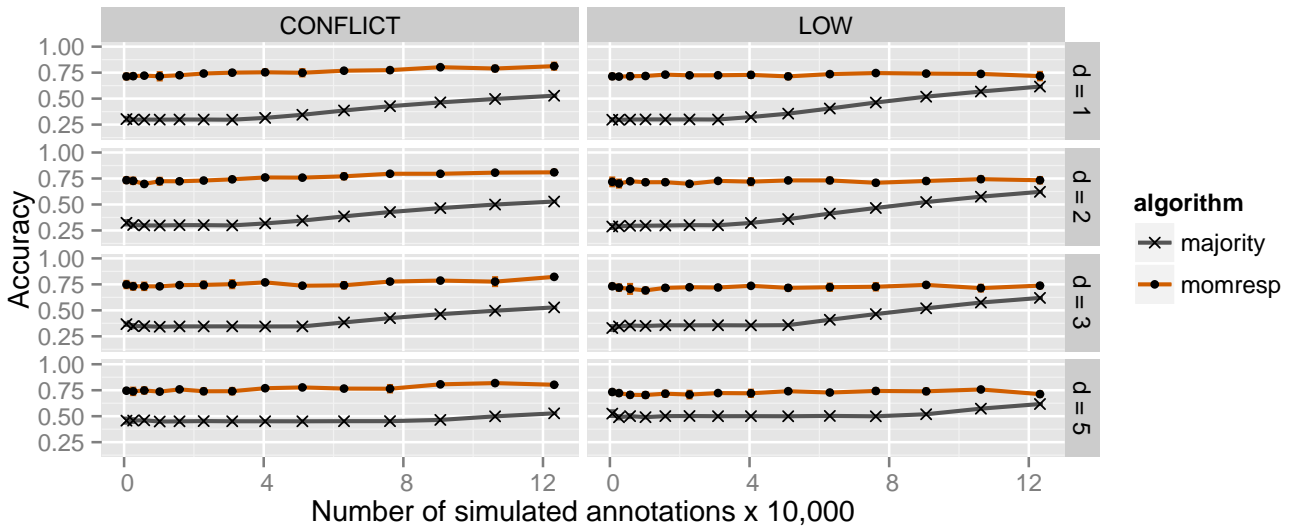 CONFLICT
LOW
1.00
0.75
0.50
0.25
d = 1
1.00
0.75
0.50
0.25
d = 2
1.00
0.75
0.50
0.25
d = 3
1.00
0.75
0.50
0.25
d = 5
Accuracy
0 4 8 12
0 4 8 12
Number of simulated annotations x 10,000
algorithm
majority
momresp